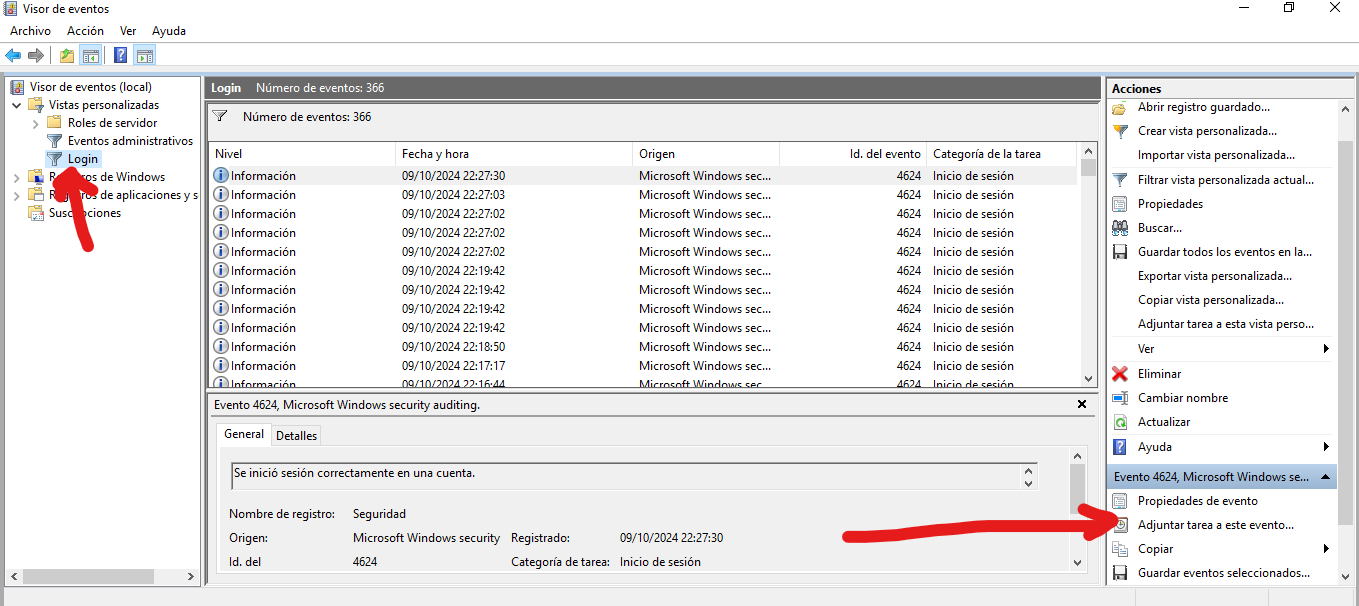 Visor de eventos
Archivo Acción Ver Ayuda
Visor de eventos (local)
Vistas personalizadas
Roles de servidor
Eventos administrativos
Login
de Windows
de aplicaciones y s
Login Número de eventos: 366
Número de eventos: 366
Nivel Fecha y hora Origen Id. del evento Categoría de la tarea
Información 09/10/2024 22:27:30 Microsoft Windows sec... 4624 Inicio de sesión
Información 09/10/2024 22:27:03 Microsoft Windows sec... 4624 Inicio de sesión
Información 09/10/2024 22:27:02 Microsoft Windows sec... 4624 Inicio de sesión
Información 09/10/2024 22:27:02 Microsoft Windows sec... 4624 Inicio de sesión
Información 09/10/2024 22:27:02 Microsoft Windows sec... 4624 Inicio de sesión
Información 09/10/2024 22:19:42 Microsoft Windows sec... 4624 Inicio de sesión
Información 09/10/2024 22:19:42 Microsoft Windows sec... 4624 Inicio de sesión
Información 09/10/2024 22:19:42 Microsoft Windows sec... 4624 Inicio de sesión
Información 09/10/2024 22:19:42 Microsoft Windows sec... 4624 Inicio de sesión
Información 09/10/2024 22:18:50 Microsoft Windows sec... 4624 Inicio de sesión
Información 09/10/2024 22:17:17 Microsoft Windows sec... 4624 Inicio de sesión
Información 09/10/2024 22:16:44 Microsoft Windows sec... 4624 Inicio de sesión
Evento 4624, Microsoft Windows security auditing.
General Detalles
Se inició sesión correctamente en una cuenta.
Nombre de registro: Seguridad
Origen: Microsoft Windows security Registrado: 09/10/2024 22:27:30
Id. del 4624 Categoría de tarea: Inicio de sesión
Acciones
Abrir registro guardado...
Crear vista personalizada...
Importar vista personalizada...
Filtrar vista personalizada actual...
Propiedades
Buscar...
Guardar todos los eventos en la...
Exportar vista personalizada...
Copiar vista personalizada...
Adjuntar tarea a esta vista perso...
Ver
Eliminar
Cambiar nombre
Actualizar
Ayuda
Evento 4624, Microsoft Windows se...
Propiedades de evento
Adjuntar tarea a este evento...
Copiar
Guardar eventos seleccionados...